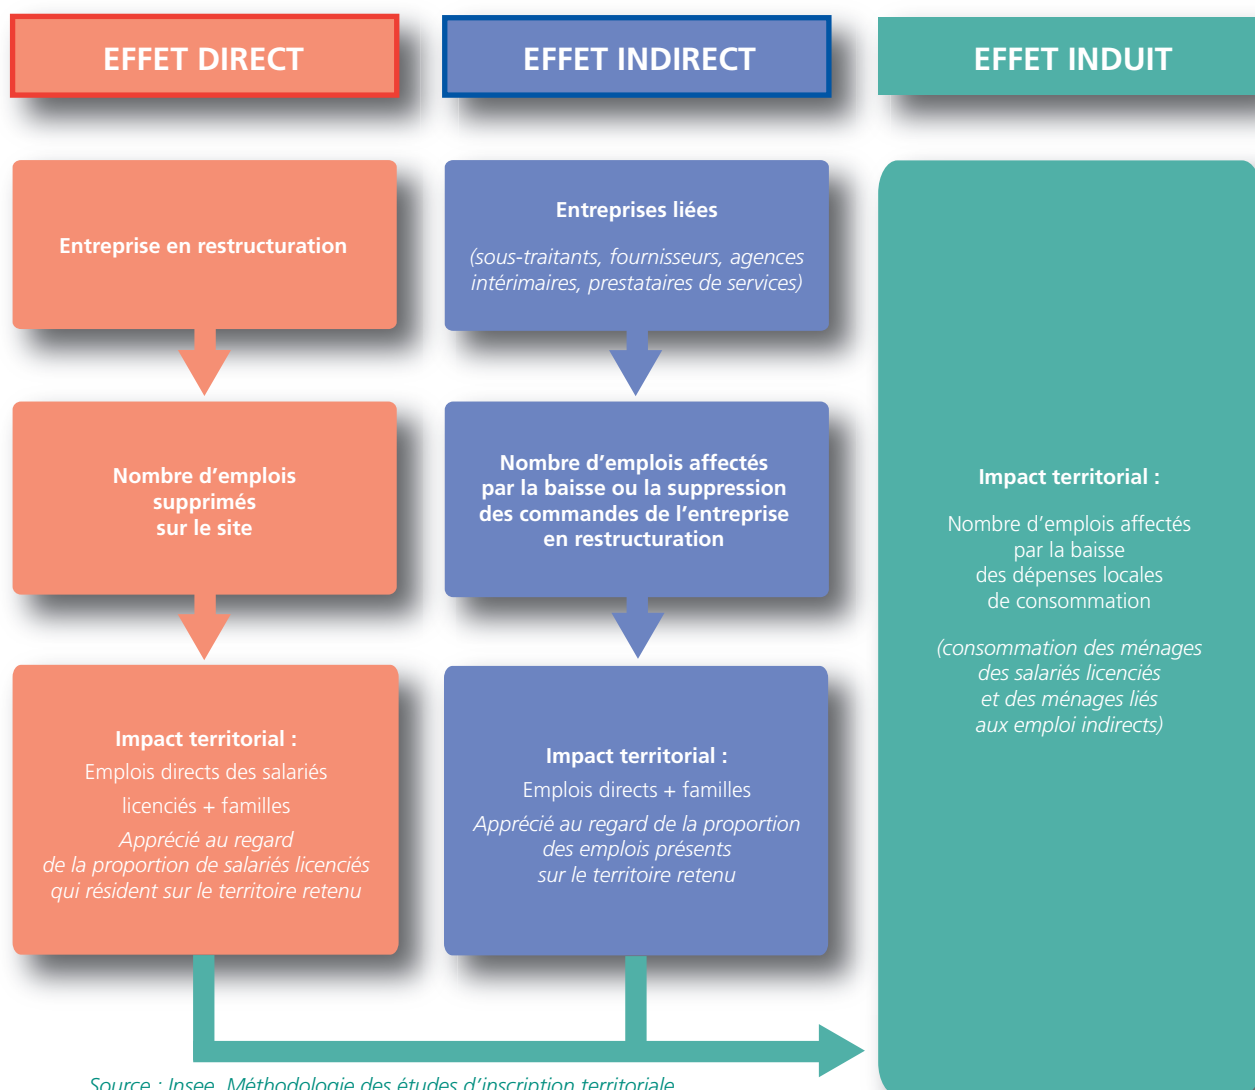 EFFET DIRECT
Entreprise en restructuration
Nombre d'emplois
supprimés
sur le site
Impact territorial :
Emplois directs des salariés
licenciés + familles
Apprécié au regard
de la proportion de salariés licenciés
qui résident sur le territoire retenu
EFFET INDIRECT
Entreprises liées
(sous-traitants, fournisseurs, agences
intérimaires, prestataires de services)
Nombre d'emplois affectés
par la baisse ou la suppression
des commandes de l'entreprise
en restructuration
Impact territorial :
Emplois directs + familles
Apprécié au regard de la proportion
des emplois présents
sur le territoire retenu
EFFET INDUIT
Impact territorial :
Nombre d'emplois affectés
par la baisse
des dépenses locales
de consommation
(consommation des ménages
des salariés licenciés
et des ménages liés
aux emploi indirects)
Source : Insee, Méthodologie des études d'inscription territoriale